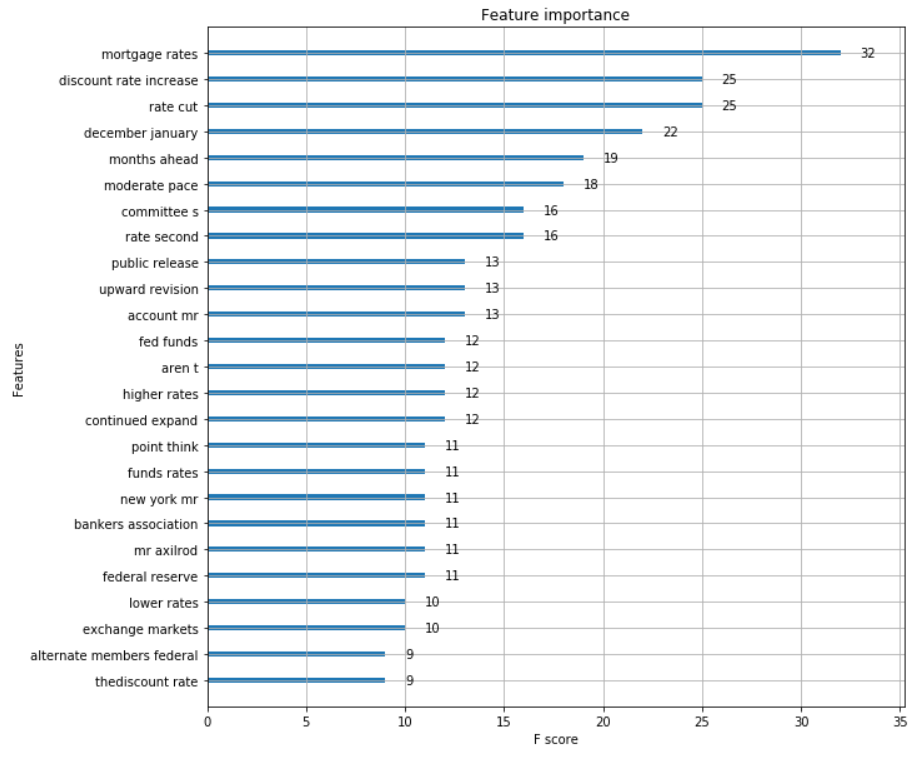 Feature importance
mortgage rates 32
discount rate increase 25
rate cut 25
december january 22
months ahead 19
moderate pace 18
committee s 16
rate second 16
public release 13
upward revision 13
account mr 13
fed funds 12
aren t 12
higher rates 12
continued expand 12
point think 11
funds rates 11
new york mr 11
bankers association 11
mr axilrod 11
federal reserve 11
lower rates 10
exchange markets 10
alternate members federal 9
thediscount rate 9
Features
0 5 10 15 20 25 30 35
F score